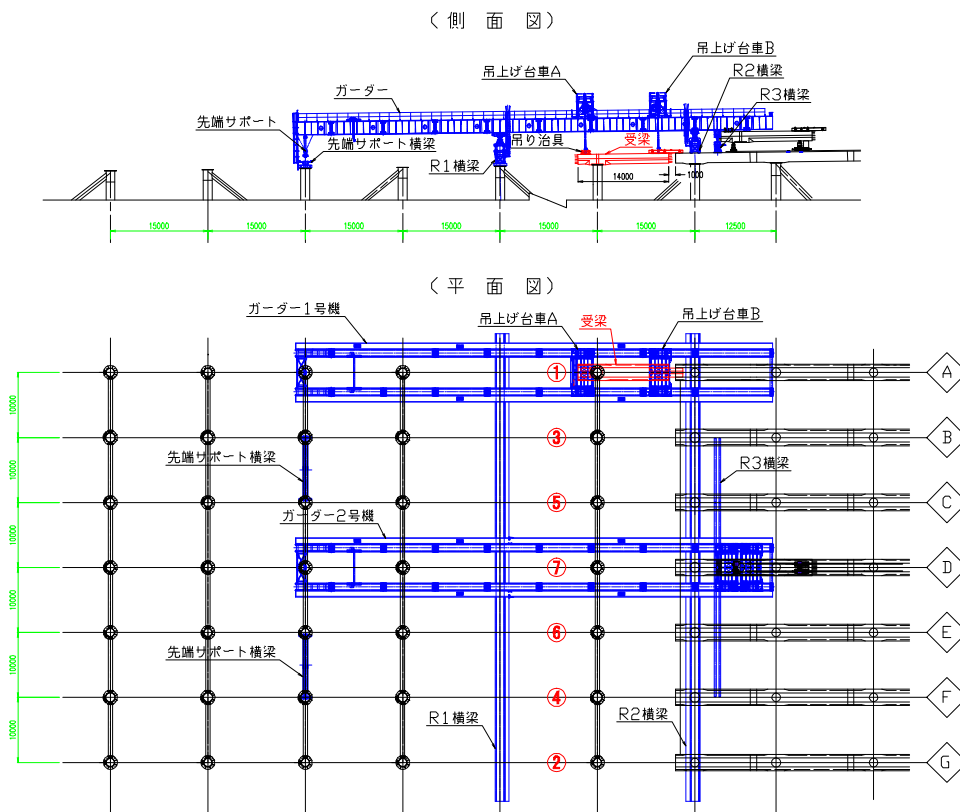 （側 面 図）
吊上げ台車B
吊上げ台車A
R2横梁
ガーダー
R3横梁
先端サポート
先端サポート横梁
吊り治具
受梁
R1横梁
14000
1000
15000
15000
15000
15000
15000
15000
12500
（平 面 図）
ガーダー1号機
吊上げ台車A
受梁
吊上げ台車B
①
A
10000
③
B
先端サポート横梁
R3横梁
10000
⑤
C
ガーダー2号機
10000
⑦
D
10000
⑥
E
先端サポート横梁
10000
④
F
R1横梁
R2横梁
10000
②
G